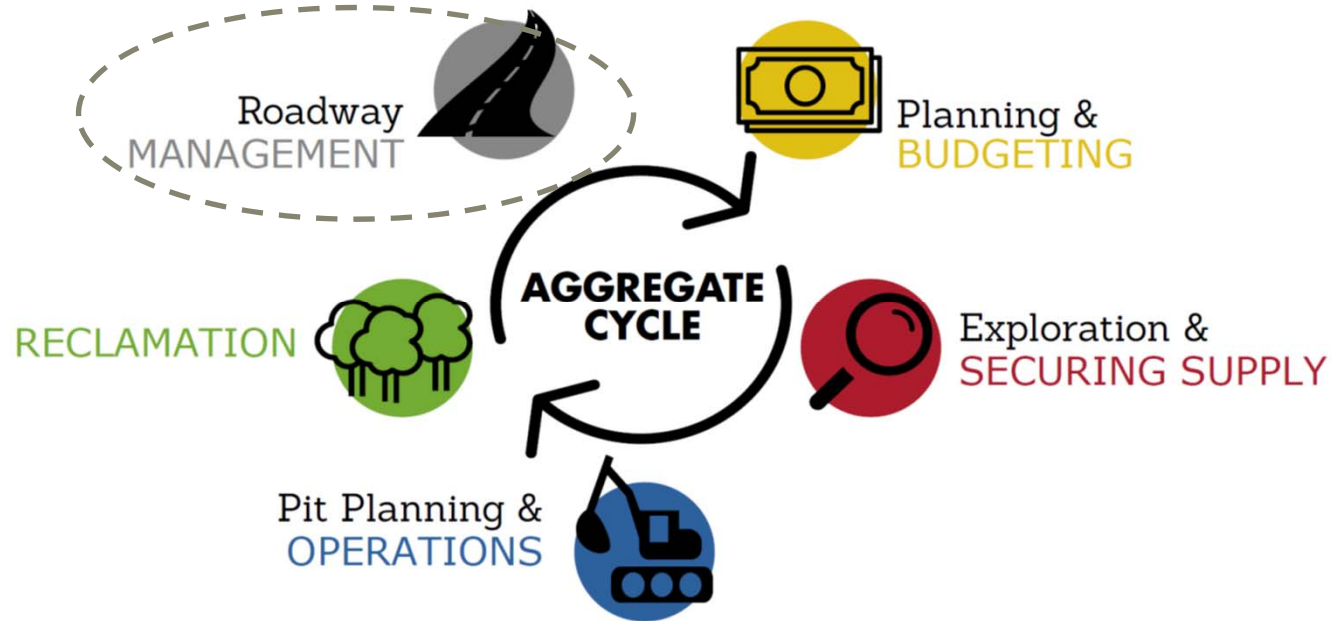 Roadway
MANAGEMENT
Planning &
BUDGETING
AGGREGATE
CYCLE
RECLAMATION
Exploration &
SECURING SUPPLY
Pit Planning &
OPERATIONS